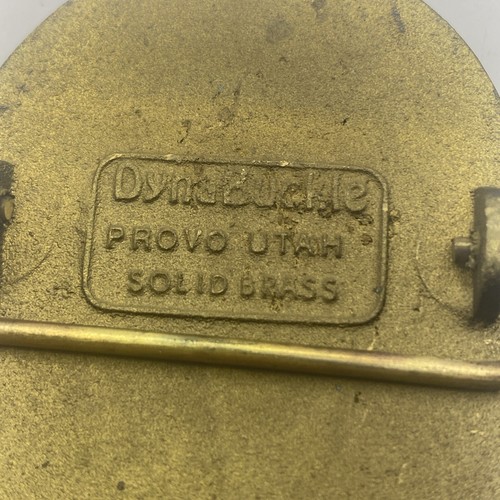 DynaBuckle
PROVO UTAH
SOLID BRASS